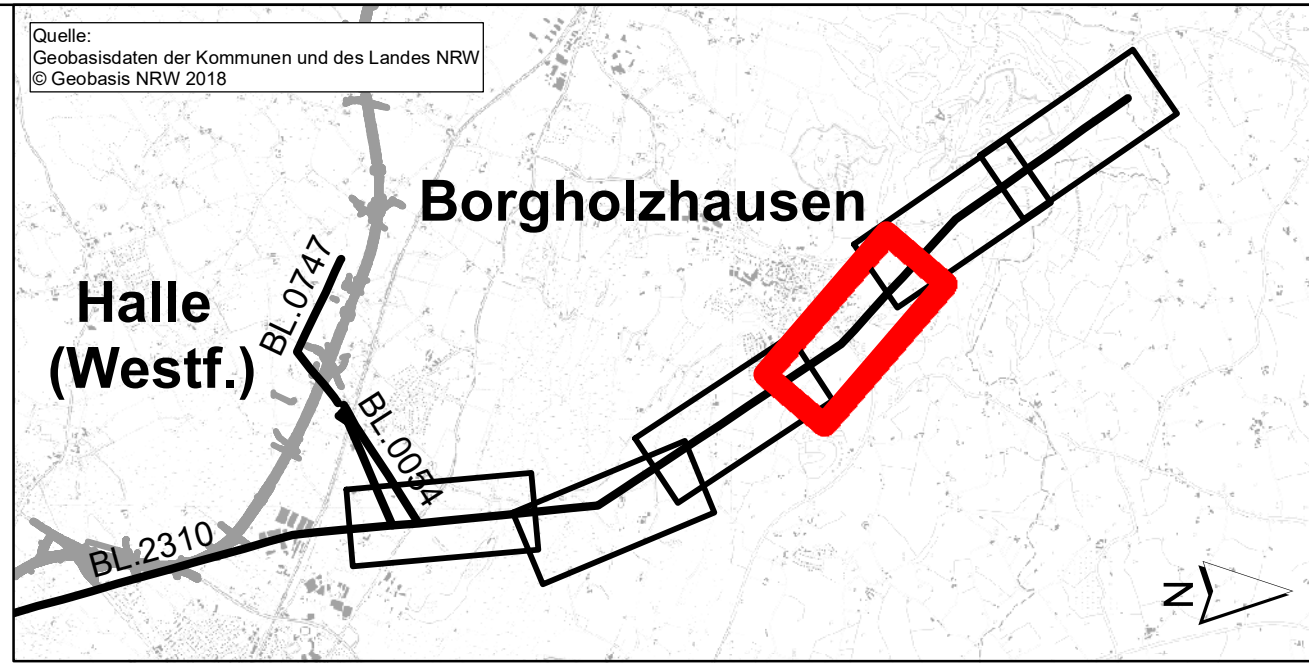 Quelle:
Geobasisdaten der Kommunen und des Landes NRW
© Geobasis NRW 2018
Borgholzhausen
Halle
(Westf.)
BL.0747
BL.0054
BL.2310
N